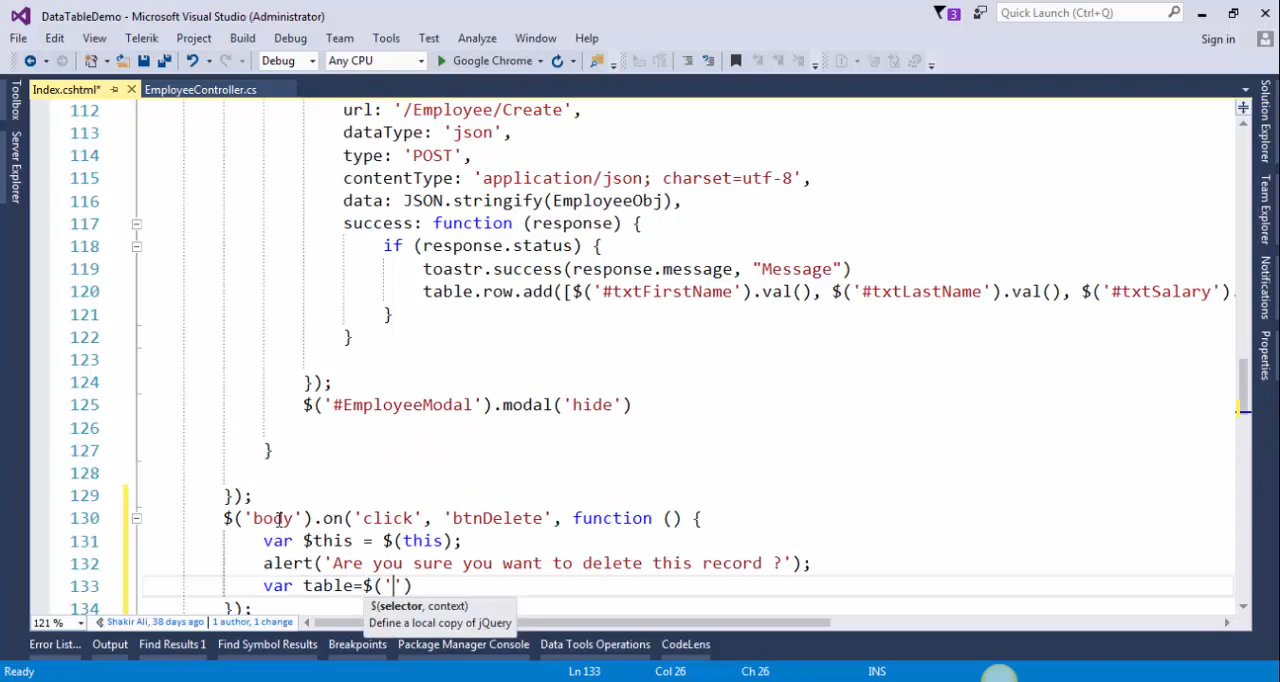 DataTableDemo - Microsoft Visual Studio (Administrator)
3
Quick Launch (Ctrl+Q)
File Edit View Telerik Project Build Debug Team Tools Test Analyze Window Help
Sign in
Debug Any CPU Google Chrome
Index.cshtml* EmployeeController.cs
Toolbox
Server Explorer
112 url: '/Employee/Create',
113 dataType: 'json',
114 type: 'POST',
115 contentType: 'application/json; charset=utf-8',
116 data: JSON.stringify(EmployeeObj),
117 success: function (response) {
118 if (response.status) {
119 toastr.success(response.message, "Message")
120 table.row.add([$('#txtFirstName').val(), $('#txtLastName').val(), $('#txtSalary').
121 }
122 }
123
124 });
125 $('#EmployeeModal').modal('hide')
126
127 }
128
129 });
130 $('body').on('click', 'btnDelete', function () {
131 var $this = $(this);
132 alert('Are you sure you want to delete this record ?');
133 var table=$('')
134 });
$(selector, context)
Define a local copy of jQuery
Solution Explorer
Team Explorer
Notifications
Properties
121 % Shakir Ali, 38 days ago | 1 author, 1 change
Error List... Output Find Results 1 Find Symbol Results Breakpoints Package Manager Console Data Tools Operations CodeLens
Ready Ln 133 Col 26 Ch 26 INS